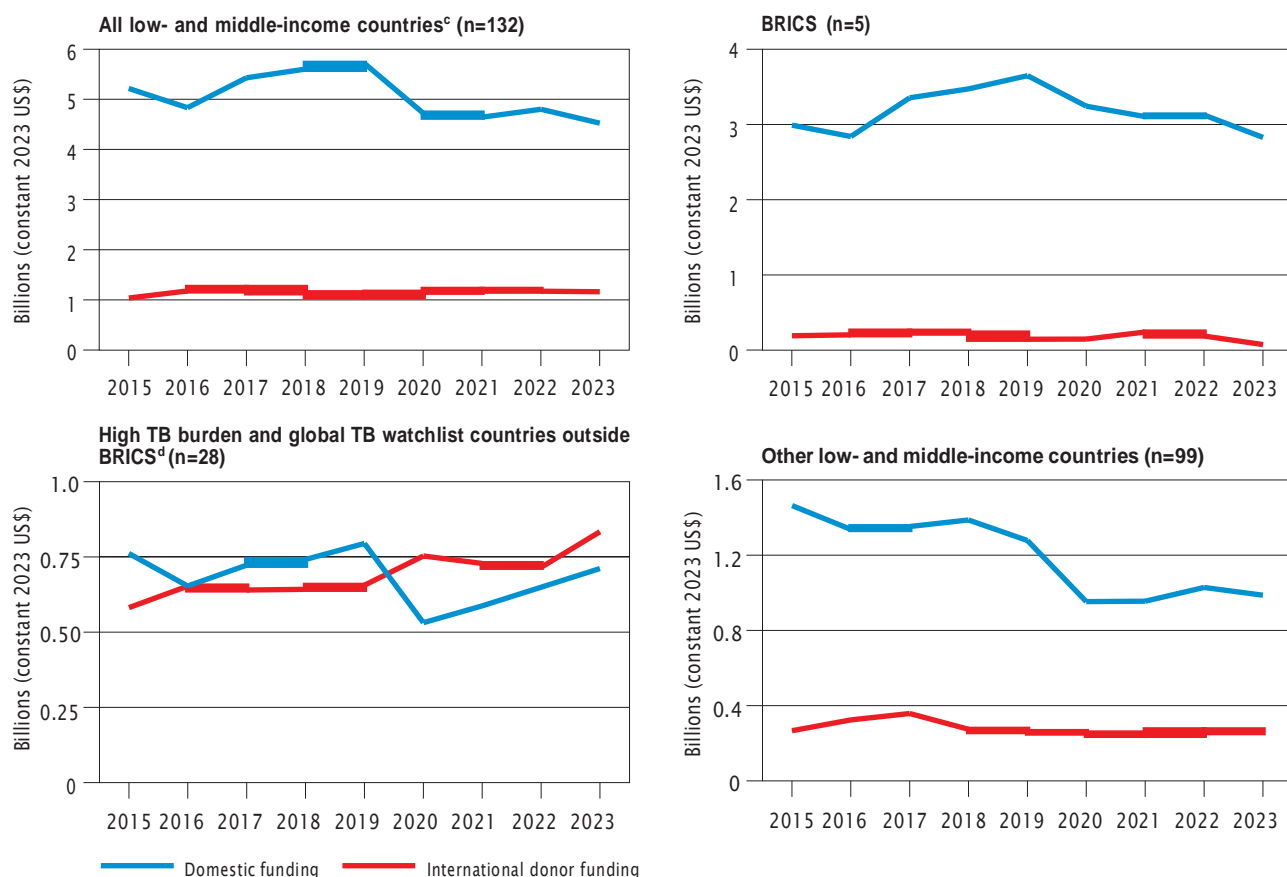 All low- and middle-income countriesᶜ (n=132)
Billions (constant 2023 US$)
6
5
4
3
2
1
0
2015 2016 2017 2018 2019 2020 2021 2022 2023
BRICS (n=5)
Billions (constant 2023 US$)
4
3
2
1
0
2015 2016 2017 2018 2019 2020 2021 2022 2023
High TB burden and global TB watchlist countries outside
BRICSᵈ (n=28)
Billions (constant 2023 US$)
1.0
0.75
0.50
0.25
0
2015 2016 2017 2018 2019 2020 2021 2022 2023
Other low- and middle-income countries (n=99)
Billions (constant 2023 US$)
1.6
1.2
0.8
0.4
0
2015 2016 2017 2018 2019 2020 2021 2022 2023
Domestic funding International donor funding